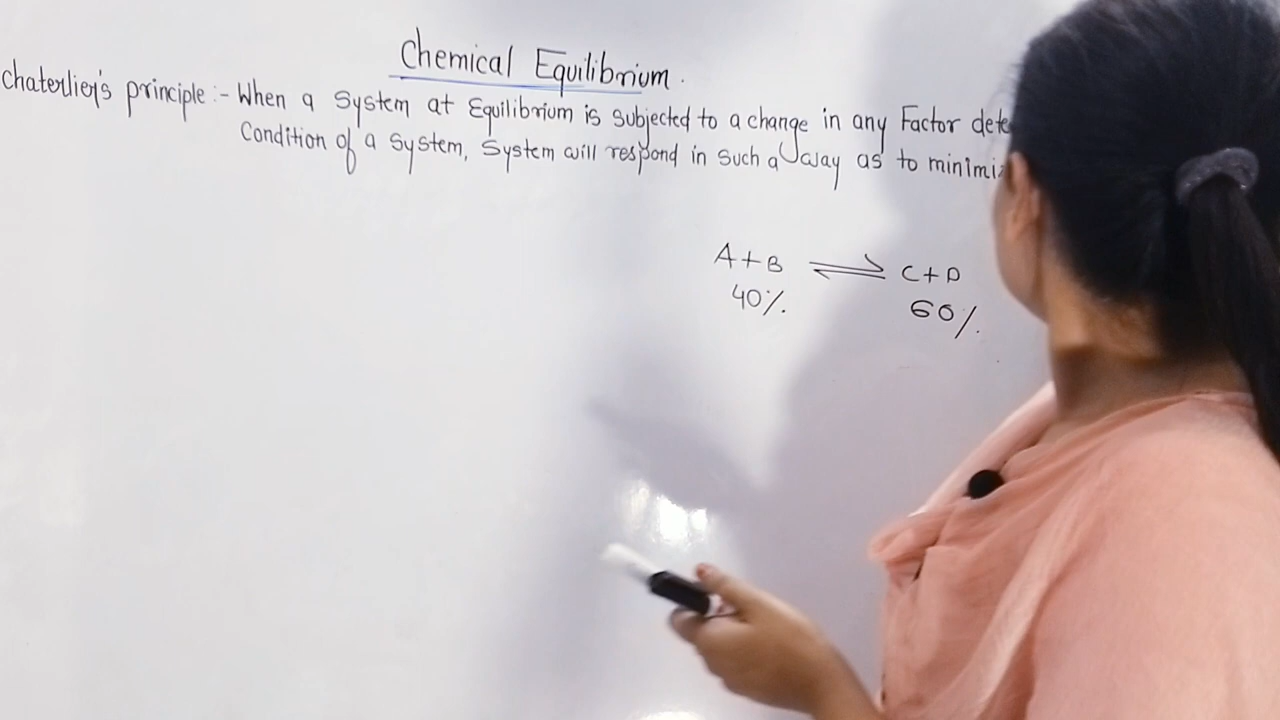 Chemical Equilibrium.
chaterlier's principle :- When a System at Equilibrium is subjected to a change in any Factor dete
Condition of a System, System will respond in such a way as to minimi
A+B ⇌ C+D
40% 60%